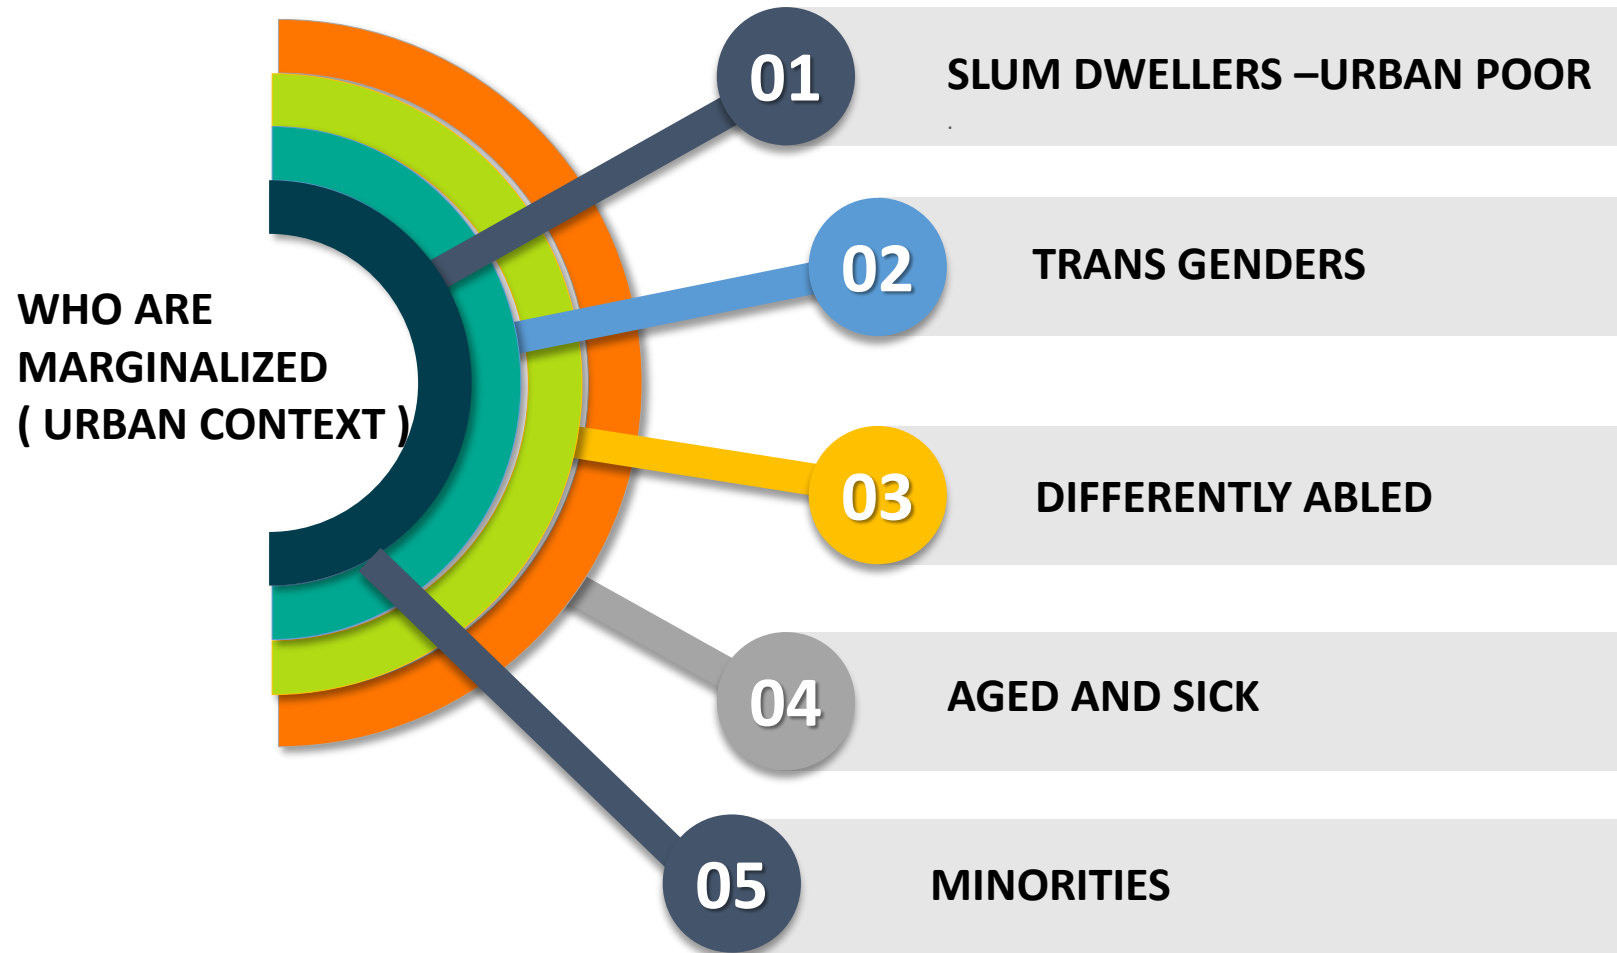 WHO ARE
MARGINALIZED
( URBAN CONTEXT )
01
SLUM DWELLERS –URBAN POOR
.
02
TRANS GENDERS
03
DIFFERENTLY ABLED
04
AGED AND SICK
05
MINORITIES